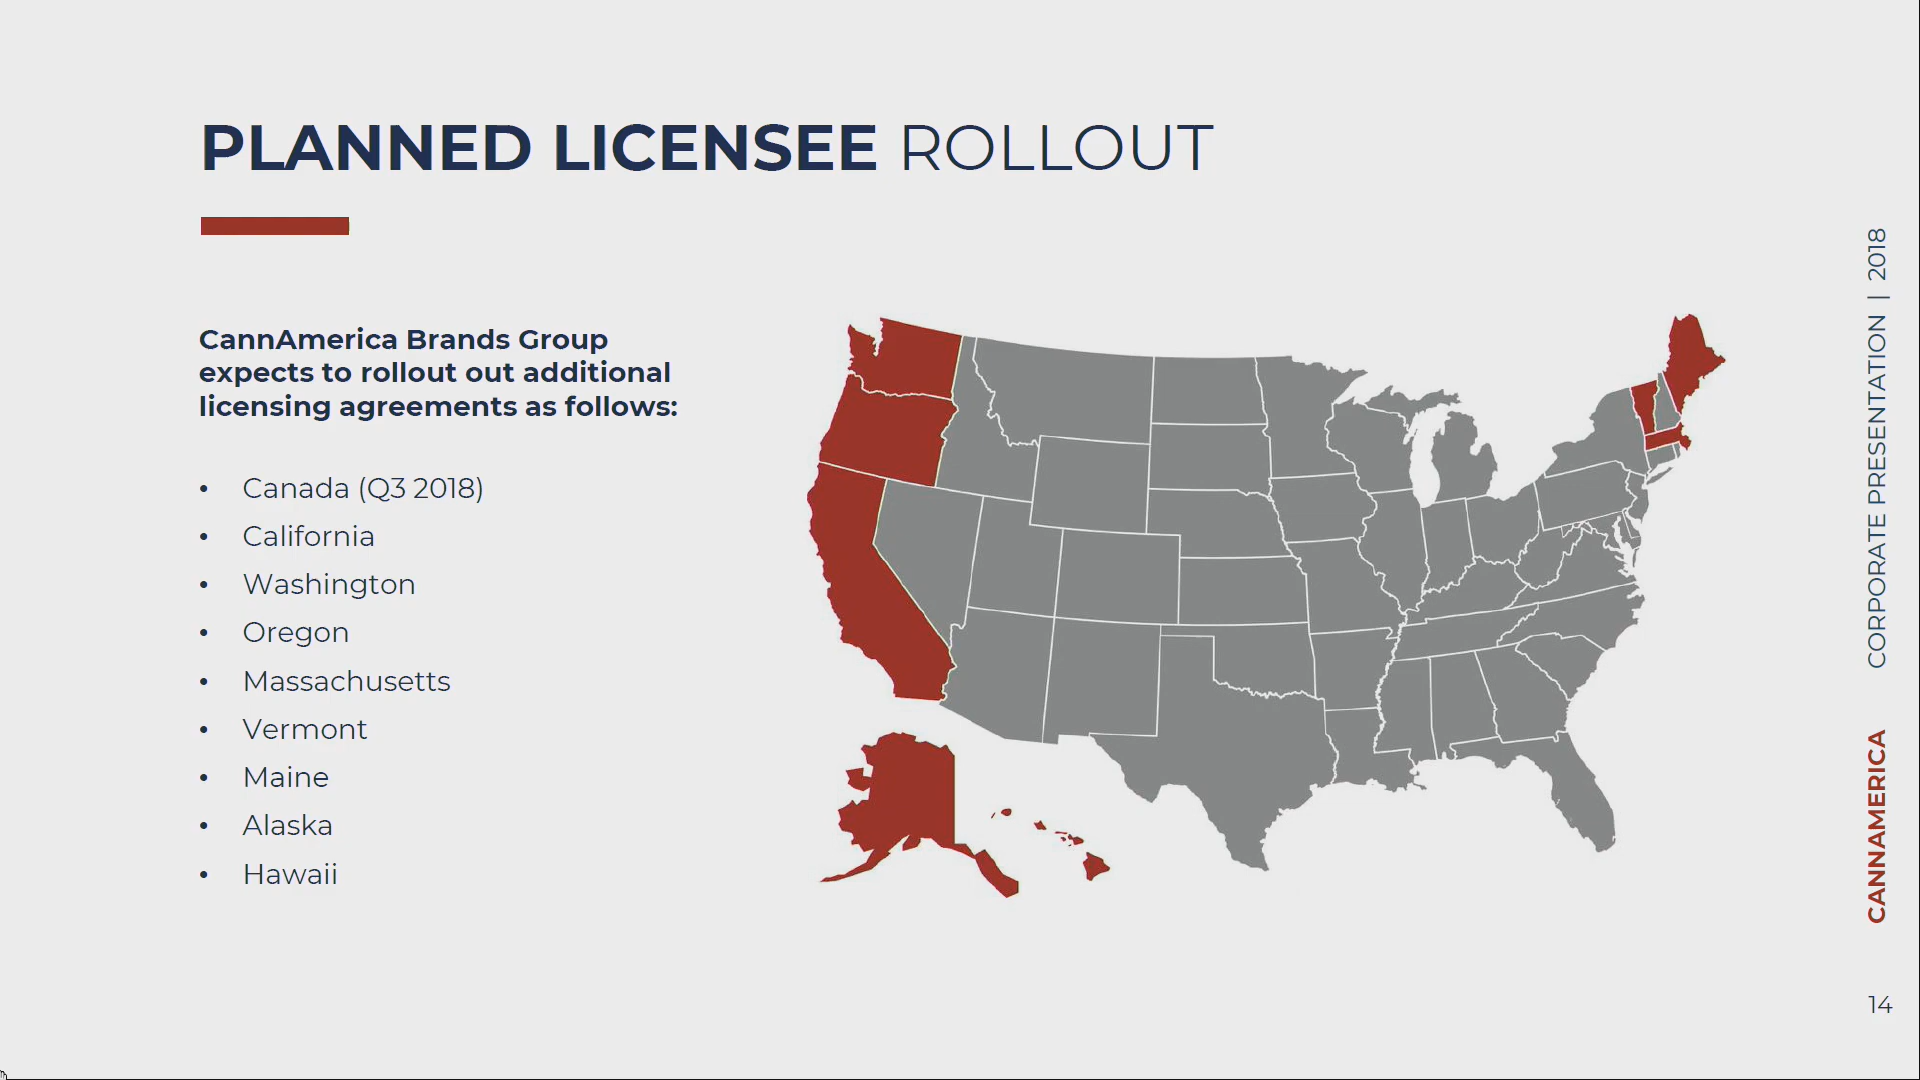 PLANNED LICENSEE ROLLOUT
CannAmerica Brands Group
expects to rollout out additional
licensing agreements as follows:
• Canada (Q3 2018)
• California
• Washington
• Oregon
• Massachusetts
• Vermont
• Maine
• Alaska
• Hawaii
CANNAMERICA CORPORATE PRESENTATION | 2018
14